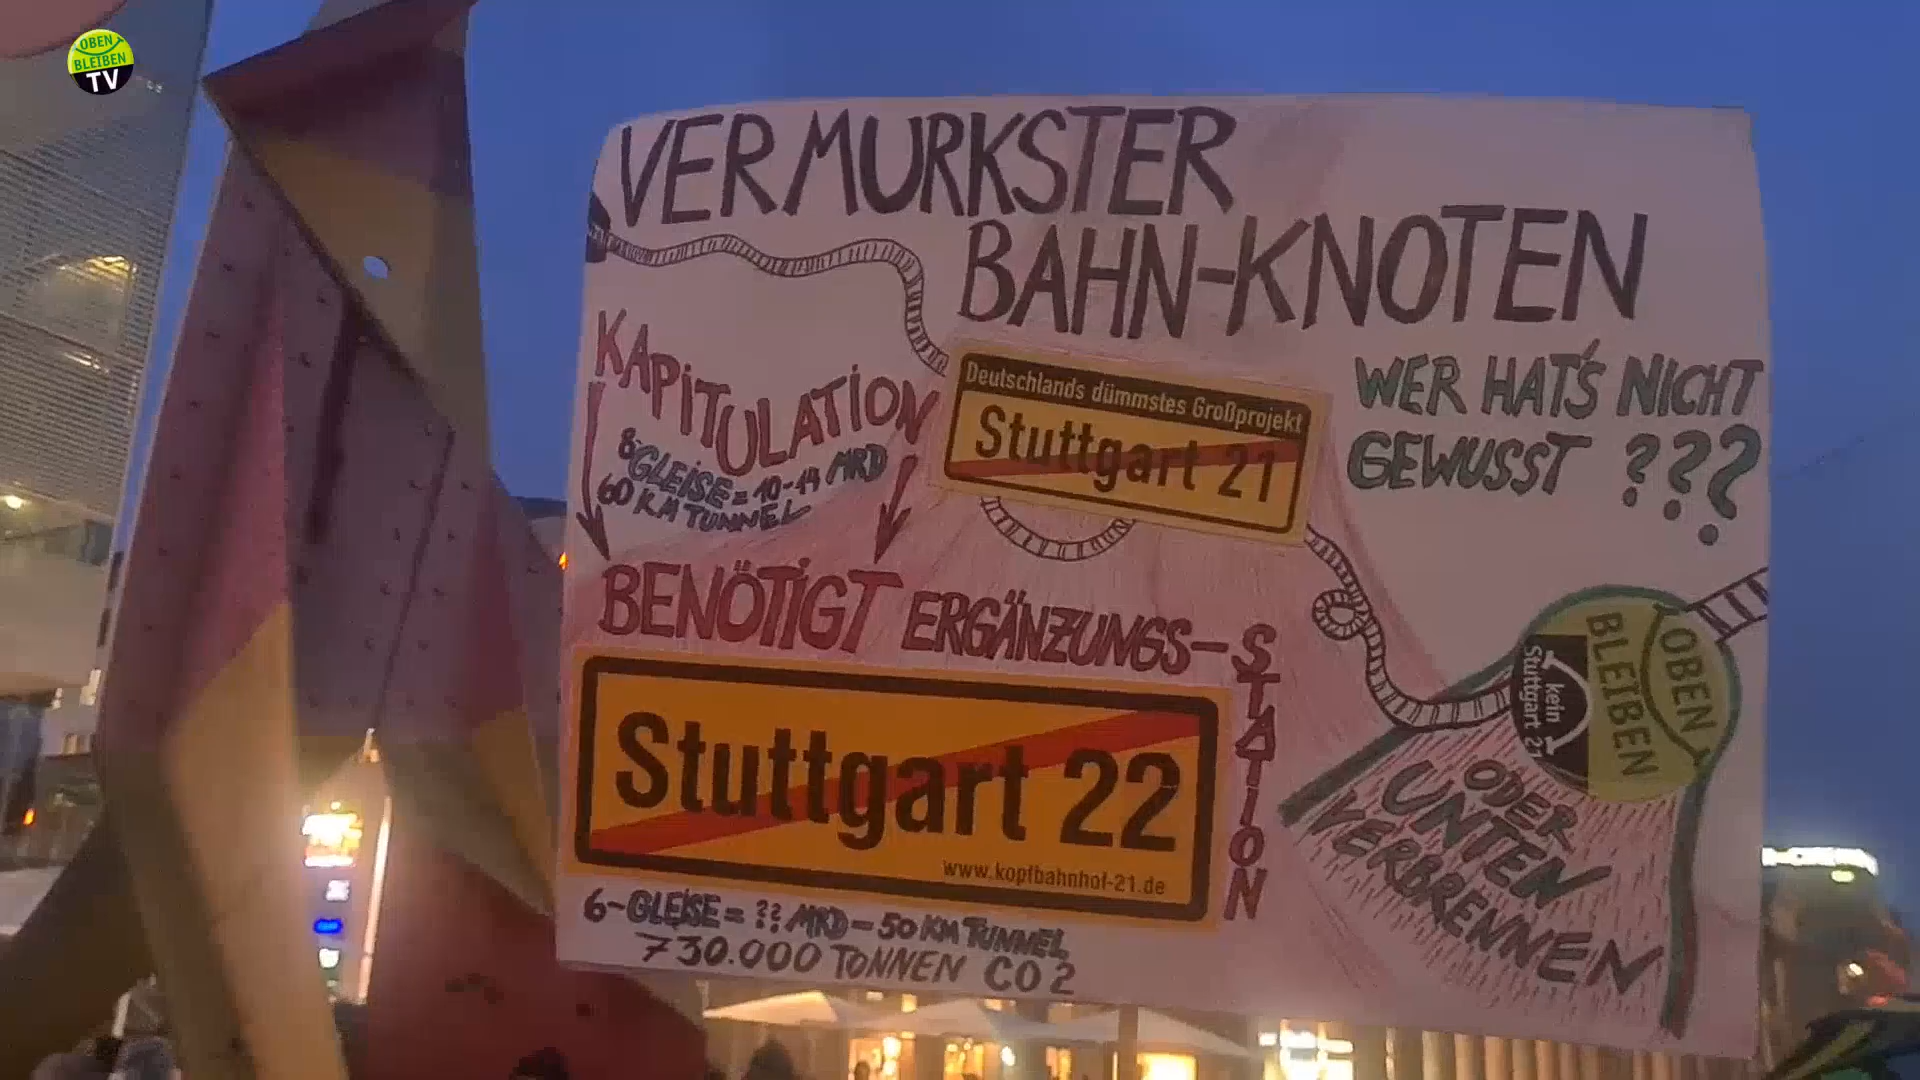 OBEN
BLEIBEN
TV
VERMURKSTER
BAHN-KNOTEN
KAPITULATION
8 GLEISE = 10-14 MRD
60 KM TUNNEL
Deutschlands dümmstes Großprojekt
Stuttgart 21
WER HAT'S NICHT
GEWUSST ???
BENÖTIGT ERGÄNZUNGS-STATION
Stuttgart 22
www.kopfbahnhof-21.de
6-GLEISE = ?? MRD - 50 KM TUNNEL
730.000 TONNEN CO2
OBEN
BLEIBEN
kein
Stuttgart 21
ODER
UNTEN
VERBRENNEN